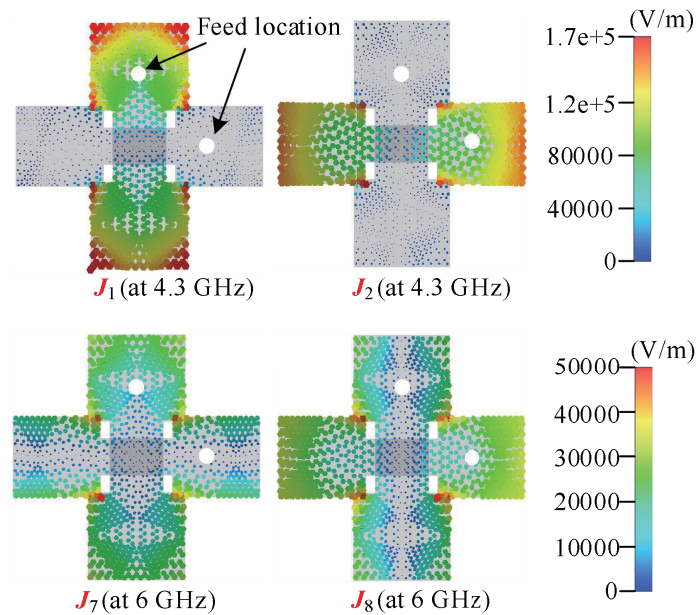 Feed location
(V/m)
1.7e+5
1.2e+5
80000
40000
0
J1 (at 4.3 GHz)
J2 (at 4.3 GHz)
(V/m)
50000
40000
30000
20000
10000
0
J7 (at 6 GHz)
J8 (at 6 GHz)